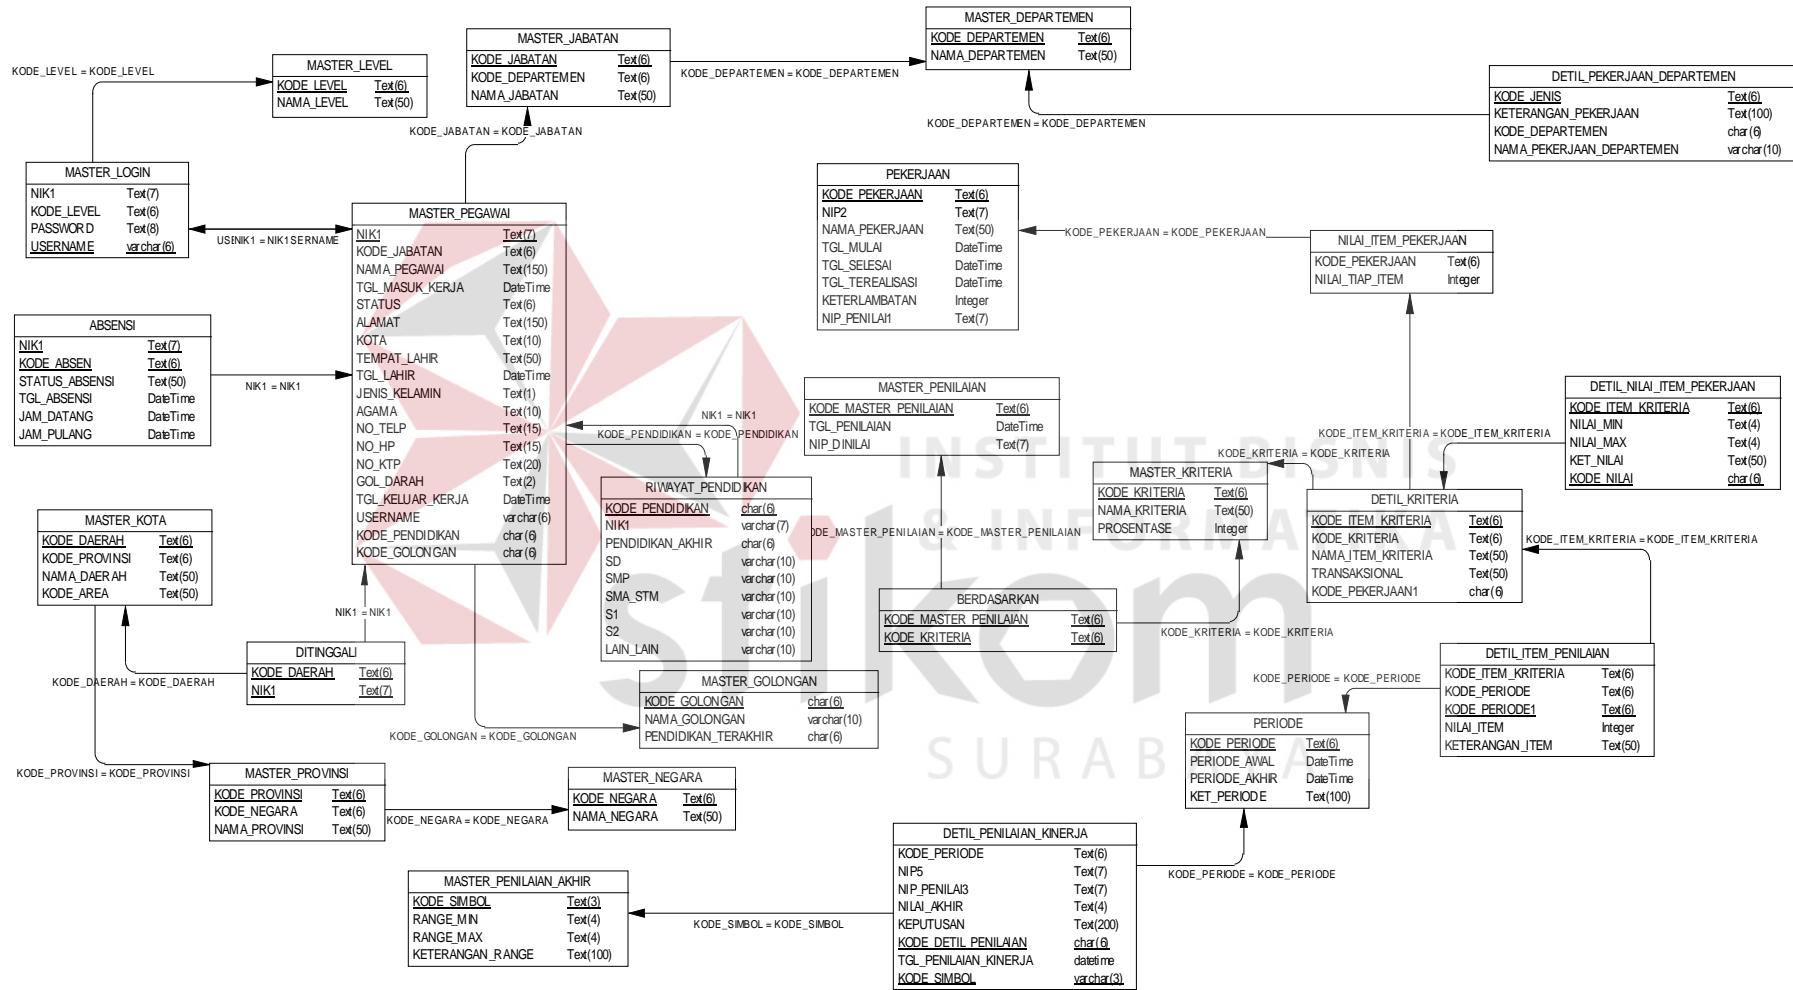 MASTER_DEPARTEMEN
KODE_DEPARTEMEN Text(6)
NAMA_DEPARTEMEN Text(50)
MASTER_JABATAN
KODE_JABATAN Text(6)
KODE_DEPARTEMEN Text(6)
NAMA_JABATAN Text(50)
KODE_DEPARTEMEN = KODE_DEPARTEMEN
MASTER_LEVEL
KODE_LEVEL Text(6)
NAMA_LEVEL Text(50)
KODE_LEVEL = KODE_LEVEL
DETIL_PEKERJAAN_DEPARTEMEN
KODE_JENIS Text(6)
KETERANGAN_PEKERJAAN Text(100)
KODE_DEPARTEMEN char(6)
NAMA_PEKERJAAN_DEPARTEMEN varchar(10)
KODE_DEPARTEMEN = KODE_DEPARTEMEN
KODE_JABATAN = KODE_JABATAN
MASTER_LOGIN
NIK1 Text(7)
KODE_LEVEL Text(6)
PASSWORD Text(8)
USERNAME varchar(6)
MASTER_PEGAWAI
NIK1 Text(7)
KODE_JABATAN Text(6)
NAMA_PEGAWAI Text(150)
TGL_MASUK_KERJA DateTime
STATUS Text(6)
ALAMAT Text(150)
KOTA Text(10)
TEMPAT_LAHIR Text(50)
TGL_LAHIR DateTime
JENIS_KELAMIN Text(1)
AGAMA Text(10)
NO_TELP Text(15)
NO_HP Text(15)
NO_KTP Text(20)
GOL_DARAH Text(2)
TGL_KELUAR_KERJA DateTime
USERNAME varchar(6)
KODE_PENDIDIKAN char(6)
KODE_GOLONGAN char(6)
PEKERJAAN
KODE_PEKERJAAN Text(6)
NIP2 Text(7)
NAMA_PEKERJAAN Text(50)
TGL_MULAI DateTime
TGL_SELESAI DateTime
TGL_TEREALISASI DateTime
KETERLAMBATAN Integer
NIP_PENILAI1 Text(7)
KODE_PEKERJAAN = KODE_PEKERJAAN
NILAI_ITEM_PEKERJAAN
KODE_PEKERJAAN Text(6)
NILAI_TIAP_ITEM Integer
ABSENSI
NIK1 Text(7)
KODE_ABSEN Text(6)
STATUS_ABSENSI Text(50)
TGL_ABSENSI DateTime
JAM_DATANG DateTime
JAM_PULANG DateTime
NIK1 = NIK1
MASTER_PENILAIAN
KODE_MASTER_PENILAIAN Text(6)
TGL_PENILAIAN DateTime
NIP_DINILAI Text(7)
DETIL_NILAI_ITEM_PEKERJAAN
KODE_ITEM_KRITERIA Text(6)
NILAI_MIN Text(4)
NILAI_MAX Text(4)
KET_NILAI Text(50)
KODE_NILAI char(6)
NIK1 = NIK1
KODE_PENDIDIKAN = KODE_PENDIDIKAN
KODE_ITEM_KRITERIA = KODE_ITEM_KRITERIA
KODE_KRITERIA = KODE_KRITERIA
MASTER_KRITERIA
KODE_KRITERIA Text(6)
NAMA_KRITERIA Text(50)
PROSENTASE Integer
RIWAYAT_PENDIDIKAN
KODE_PENDIDIKAN char(6)
NIK1 varchar(7)
PENDIDIKAN_AKHIR char(6)
SD varchar(10)
SMP varchar(10)
SMA_STM varchar(10)
S1 varchar(10)
S2 varchar(10)
LAIN_LAIN varchar(10)
DETIL_KRITERIA
KODE_ITEM_KRITERIA Text(6)
KODE_KRITERIA Text(6)
NAMA_ITEM_KRITERIA Text(50)
TRANSAKSIONAL Text(50)
KODE_PEKERJAAN1 char(6)
KODE_ITEM_KRITERIA = KODE_ITEM_KRITERIA
MASTER_KOTA
KODE_DAERAH Text(6)
KODE_PROVINSI Text(6)
NAMA_DAERAH Text(50)
KODE_AREA Text(50)
NIK1 = NIK1
BERDASARKAN
KODE_MASTER_PENILAIAN Text(6)
KODE_KRITERIA Text(6)
KODE_KRITERIA = KODE_KRITERIA
DITINGGALI
KODE_DAERAH Text(6)
NIK1 Text(7)
KODE_DAERAH = KODE_DAERAH
MASTER_GOLONGAN
KODE_GOLONGAN char(6)
NAMA_GOLONGAN varchar(10)
PENDIDIKAN_TERAKHIR char(6)
KODE_GOLONGAN = KODE_GOLONGAN
DETIL_ITEM_PENILAIAN
KODE_ITEM_KRITERIA Text(6)
KODE_PERIODE Text(6)
KODE_PERIODE1 Text(6)
NILAI_ITEM Integer
KETERANGAN_ITEM Text(50)
KODE_PERIODE = KODE_PERIODE
PERIODE
KODE_PERIODE Text(6)
PERIODE_AWAL DateTime
PERIODE_AKHIR DateTime
KET_PERIODE Text(100)
KODE_PROVINSI = KODE_PROVINSI
MASTER_PROVINSI
KODE_PROVINSI Text(6)
KODE_NEGARA Text(6)
NAMA_PROVINSI Text(50)
KODE_NEGARA = KODE_NEGARA
MASTER_NEGARA
KODE_NEGARA Text(6)
NAMA_NEGARA Text(50)
DETIL_PENILAIAN_KINERJA
KODE_PERIODE Text(6)
NIP5 Text(7)
NIP_PENILAI3 Text(7)
NILAI_AKHIR Text(4)
KEPUTUSAN Text(200)
KODE_DETIL_PENILAIAN char(6)
TGL_PENILAIAN_KINERJA datetime
KODE_SIMBOL varchar(3)
KODE_PERIODE = KODE_PERIODE
MASTER_PENILAIAN_AKHIR
KODE_SIMBOL Text(3)
RANGE_MIN Text(4)
RANGE_MAX Text(4)
KETERANGAN_RANGE Text(100)
KODE_SIMBOL = KODE_SIMBOL
INSTITUT BISNIS
& INFORMATIKA
stikom
SURABAYA